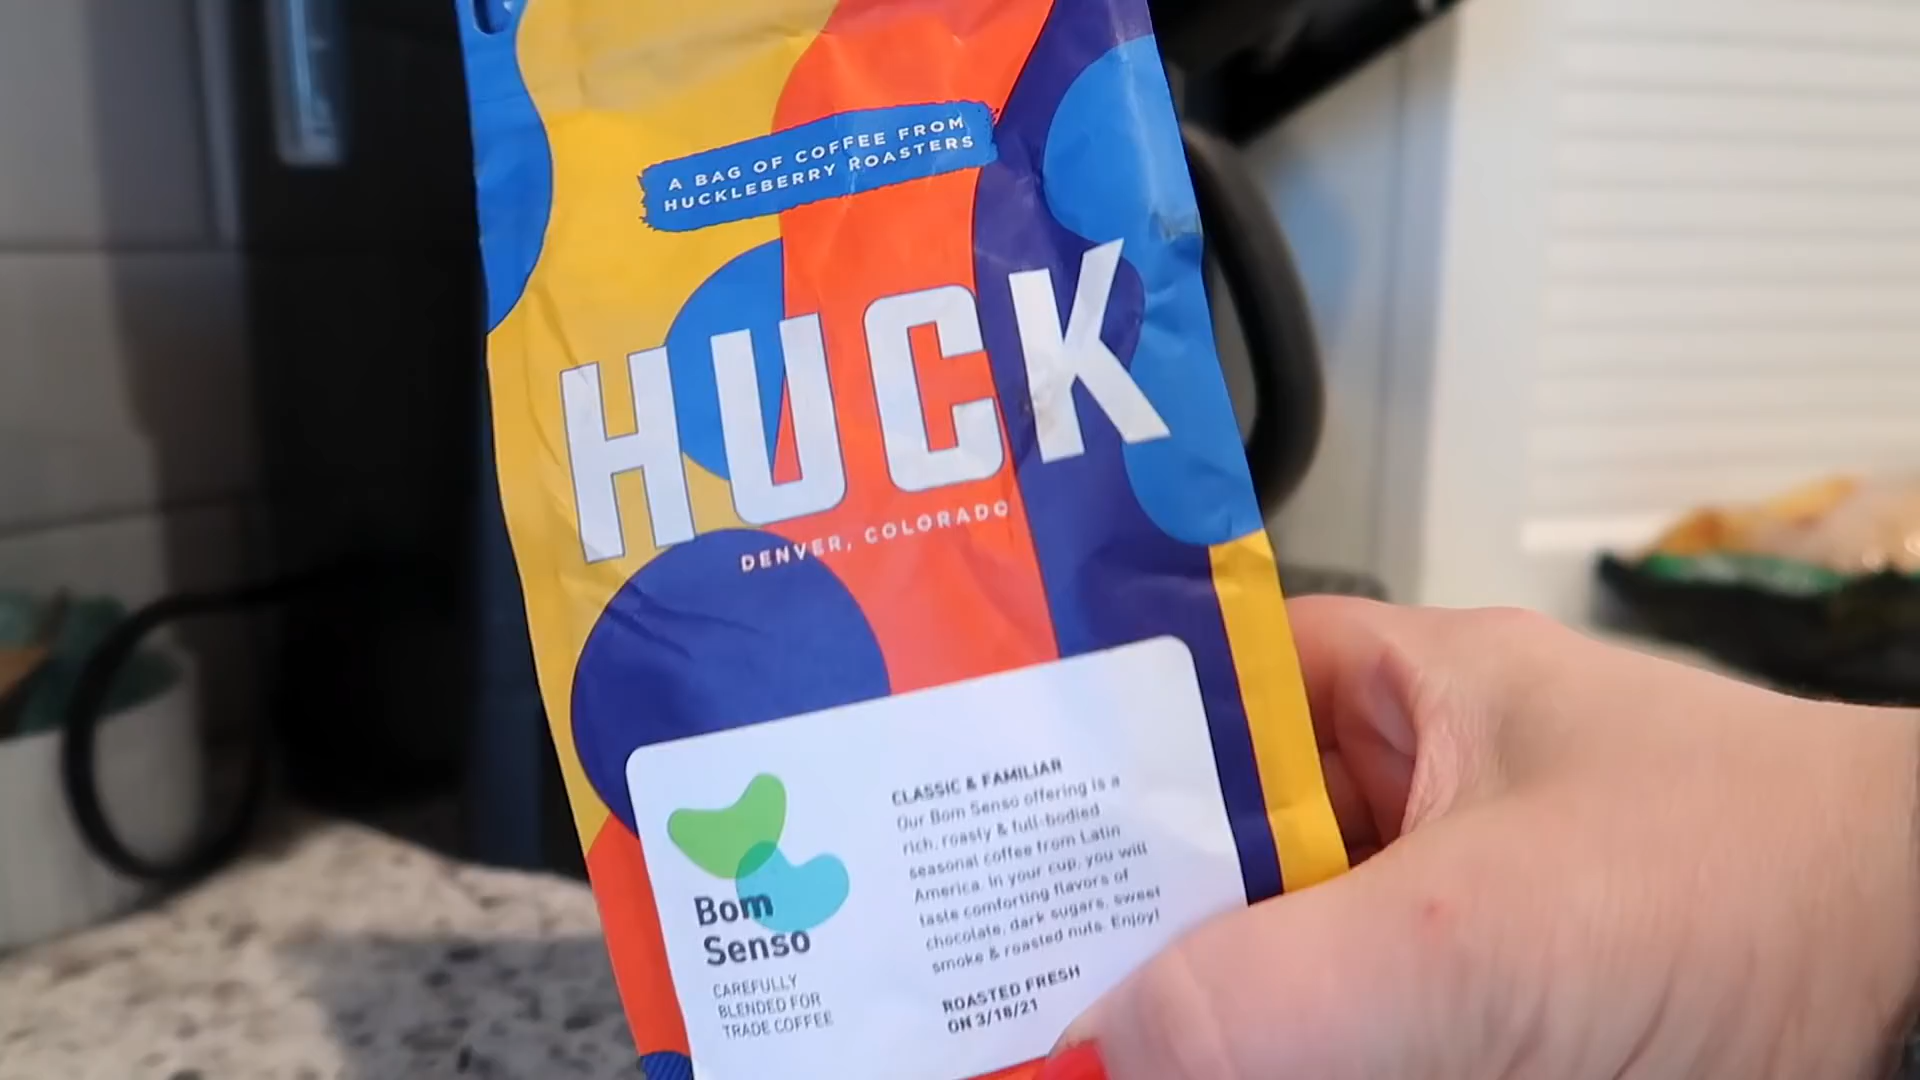 A BAG OF COFFEE FROM
HUCKLEBERRY ROASTERS
HUCK
DENVER, COLORADO
Bom
Senso
CAREFULLY
BLENDED FOR
TRADE COFFEE
CLASSIC & FAMILIAR
Our Bom Senso offering is a
rich, roasty & full-bodied
seasonal coffee from Latin
America. In your cup, you will
taste comforting flavors of
chocolate, dark sugars, sweet
smoke & roasted nuts. Enjoy!
ROASTED FRESH
ON 3/18/21